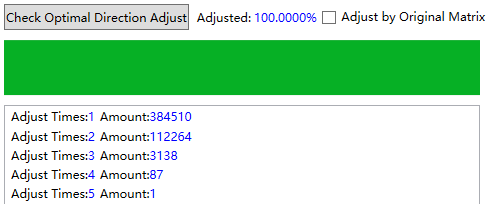 Check Optimal Direction Adjust Adjusted: 100.0000% Adjust by Original Matrix
Adjust Times:1 Amount:384510
Adjust Times:2 Amount:112264
Adjust Times:3 Amount:3138
Adjust Times:4 Amount:87
Adjust Times:5 Amount:1